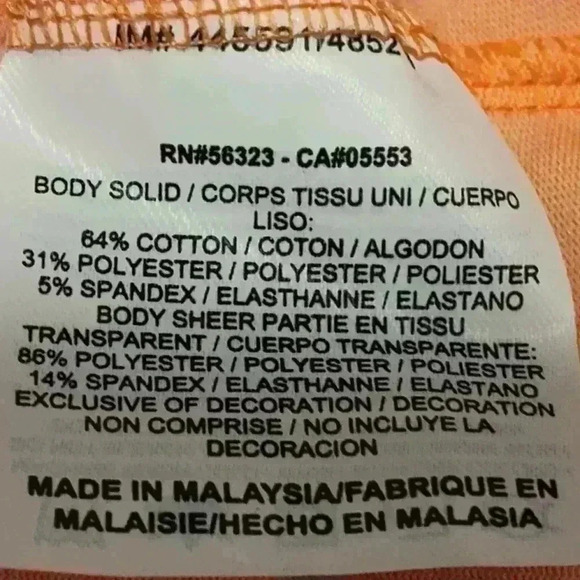 RN#56323 - CA#05553
BODY SOLID / CORPS TISSU UNI / CUERPO
LISO:
64% COTTON / COTON / ALGODON
31% POLYESTER / POLYESTER / POLIESTER
5% SPANDEX / ELASTHANNE / ELASTANO
BODY SHEER PARTIE EN TISSU
TRANSPARENT / CUERPO TRANSPARENTE:
86% POLYESTER / POLYESTER / POLIESTER
14% SPANDEX / ELASTHANNE / ELASTANO
EXCLUSIVE OF DECORATION / DECORATION
NON COMPRISE / NO INCLUYE LA
DECORACION
MADE IN MALAYSIA/FABRIQUE EN
MALAISIE/HECHO EN MALASIA